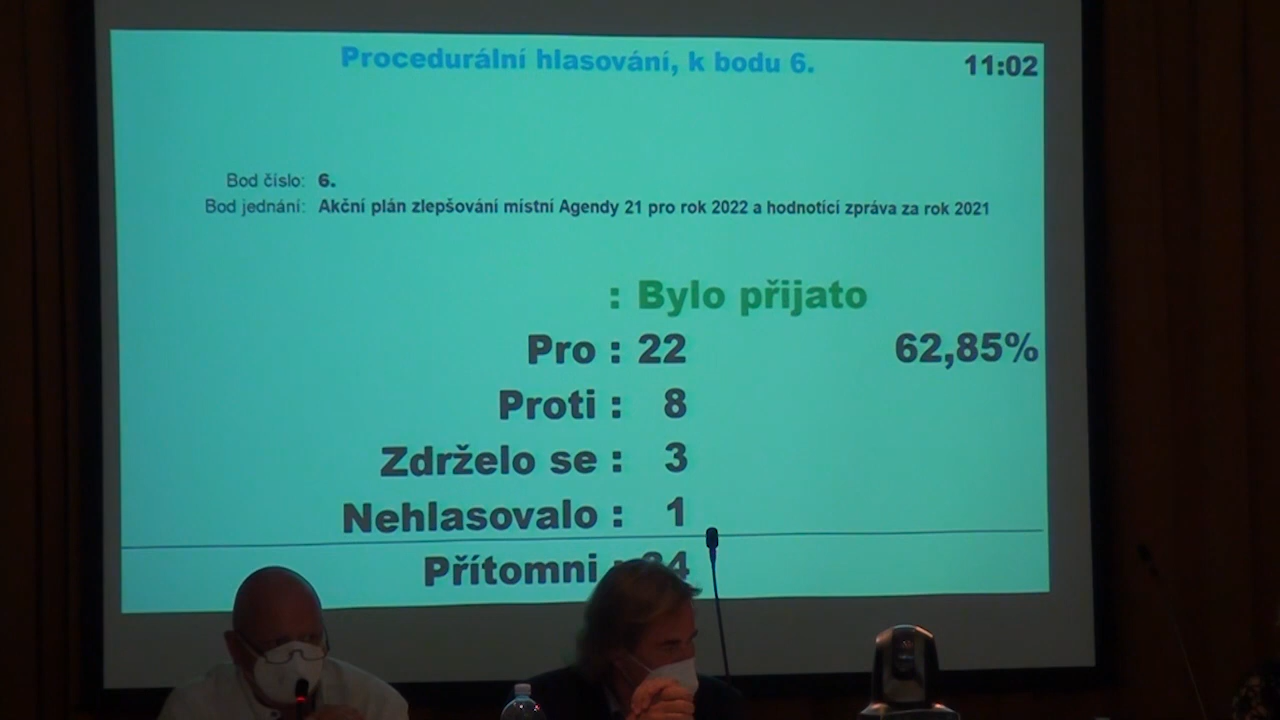 Procedurální hlasování, k bodu 6. 11:02
Bod číslo: 6.
Bod jednání: Akční plán zlepšování místní Agendy 21 pro rok 2022 a hodnotící zpráva za rok 2021
: Bylo přijato
Pro : 22 62,85%
Proti : 8
Zdrželo se : 3
Nehlasovalo : 1
Přítomni :